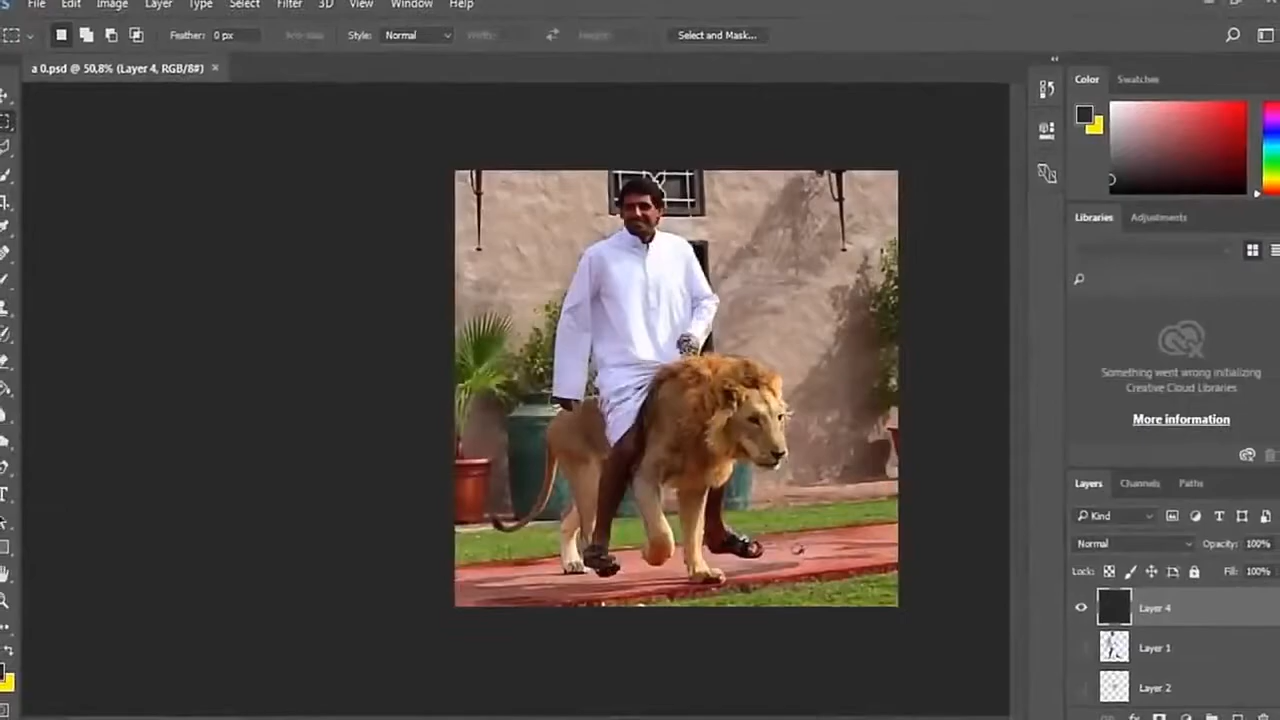 File Edit Image Layer Type Select Filter 3D View Window Help
Feather: 0 px Style: Normal Select and Mask...
a 0.psd @ 50,8% (Layer 4, RGB/8#) ×
Color Swatches
Libraries Adjustments
Something went wrong initializing
Creative Cloud Libraries
More information
Layers Channels Paths
Kind
Normal Opacity: 100%
Lock: Fill: 100%
Layer 4
Layer 1
Layer 2